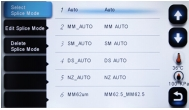 Select
Splice Mode
Edit Splice Mode
Delete
Splice Mode
1 Auto Auto
2 MM_AUTO MM AUTO
3 SM_AUTO SM AUTO
4 DS_AUTO DS AUTO
5 NZ_AUTO NZ AUTO
6 MM62um MM62.5_MM62.5